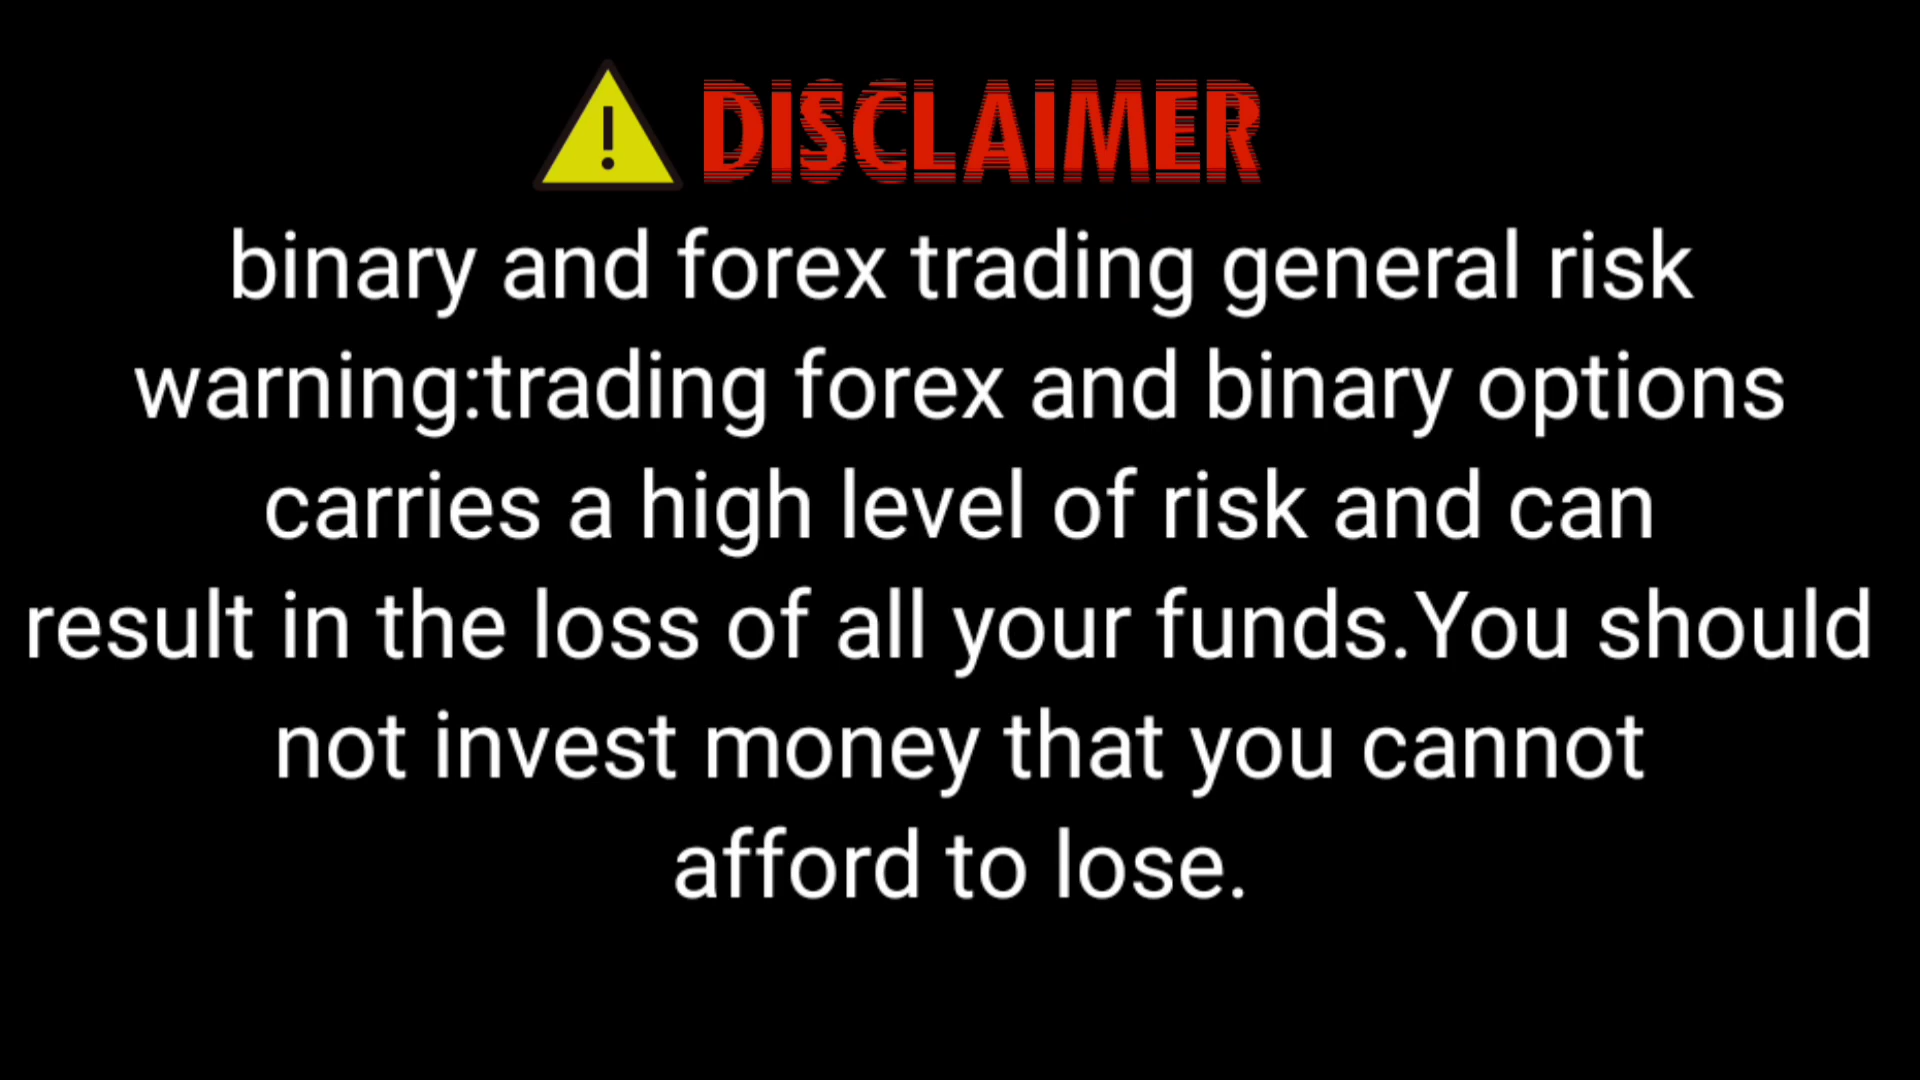 DISCLAIMER
binary and forex trading general risk
warning:trading forex and binary options
carries a high level of risk and can
result in the loss of all your funds.You should
not invest money that you cannot
afford to lose.